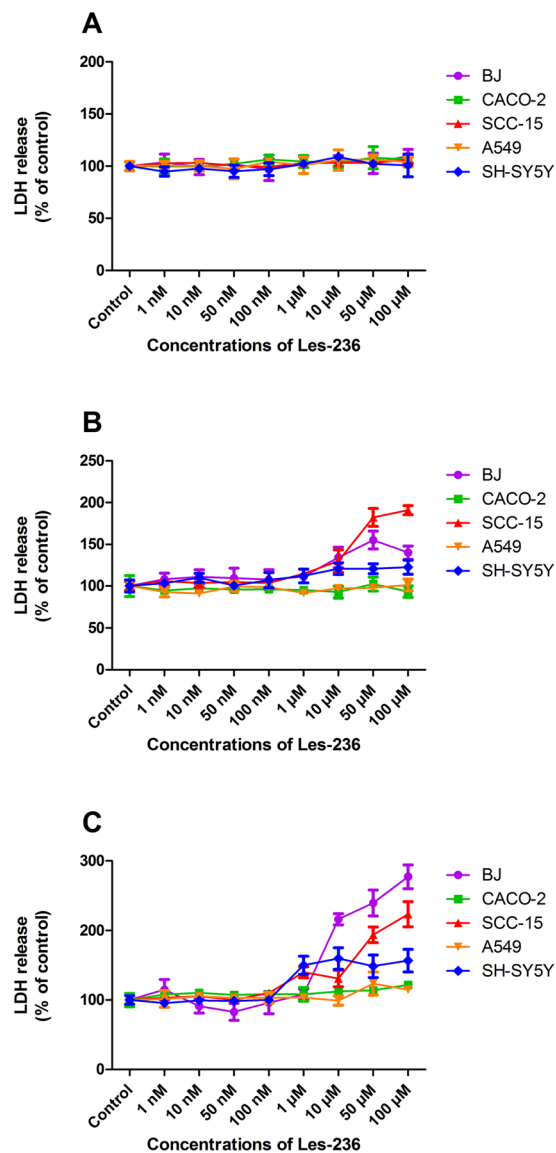 A
LDH release
(% of control)
200
150
100
50
0
Control
1 nM
10 nM
50 nM
100 nM
1 µM
10 µM
50 µM
100 µM
Concentrations of Les-236
BJ
CACO-2
SCC-15
A549
SH-SY5Y
B
LDH release
(% of control)
250
200
150
100
50
0
Control
1 nM
10 nM
50 nM
100 nM
1 µM
10 µM
50 µM
100 µM
Concentrations of Les-236
BJ
CACO-2
SCC-15
A549
SH-SY5Y
C
LDH release
(% of control)
300
200
100
0
Control
1 nM
10 nM
50 nM
100 nM
1 µM
10 µM
50 µM
100 µM
Concentrations of Les-236
BJ
CACO-2
SCC-15
A549
SH-SY5Y